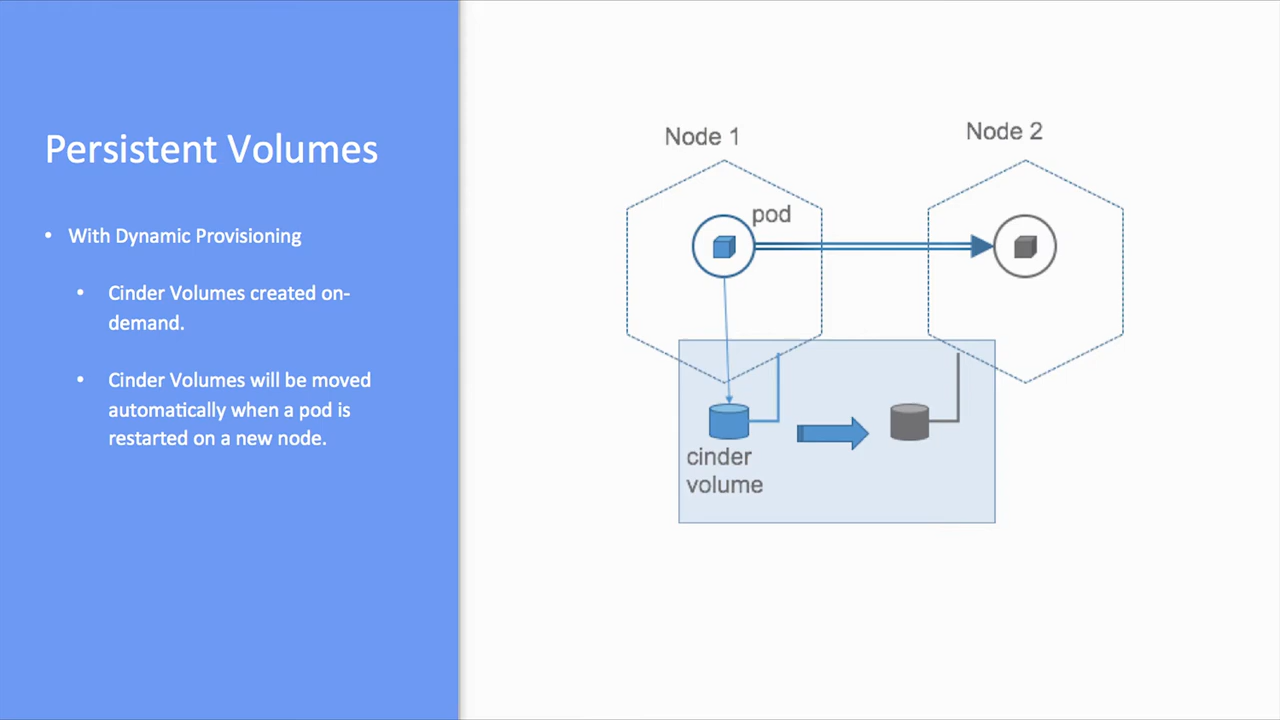 Persistent Volumes
• With Dynamic Provisioning
• Cinder Volumes created on-
demand.
• Cinder Volumes will be moved
automatically when a pod is
restarted on a new node.
Node 1
Node 2
pod
cinder
volume